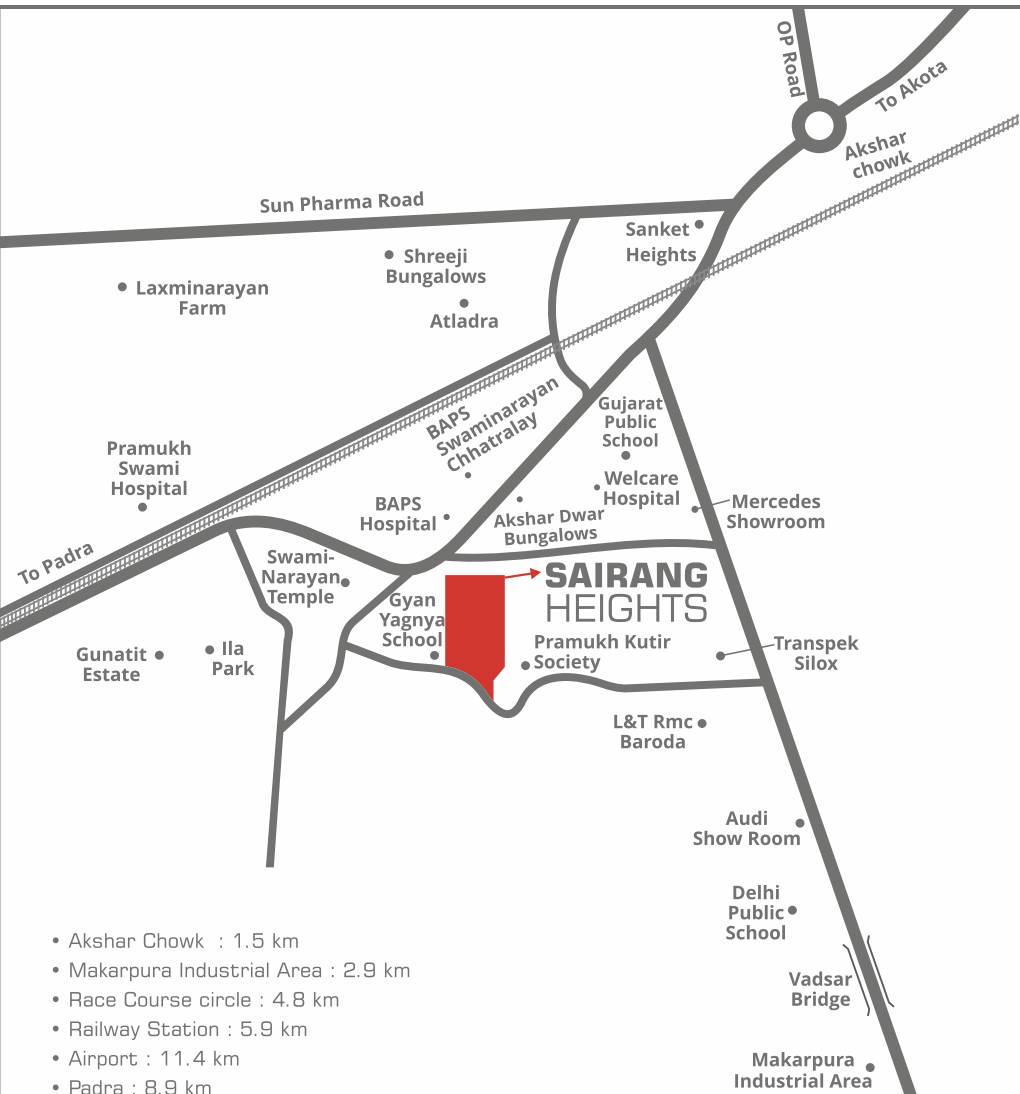 OP Road
To Akota
Akshar
chowk
Sun Pharma Road
Sanket
Heights
Shreeji
Bungalows
Laxminarayan
Farm
Atladra
BAPS
Swaminarayan
Chhatralay
Gujarat
Public
School
Pramukh
Swami
Hospital
Welcare
Hospital
BAPS
Hospital
Akshar Dwar
Bungalows
Mercedes
Showroom
To Padra
Swami-
Narayan
Temple
SAIRANG
HEIGHTS
Gyan
Yagnya
School
Pramukh Kutir
Society
Gunatit
Estate
Ila
Park
Transpek
Silox
L&T Rmc
Baroda
Audi
Show Room
Delhi
Public
School
Vadsar
Bridge
Makarpura
Industrial Area
• Akshar Chowk : 1.5 km
• Makarpura Industrial Area : 2.9 km
• Race Course circle : 4.8 km
• Railway Station : 5.9 km
• Airport : 11.4 km
• Padra : 8.9 km